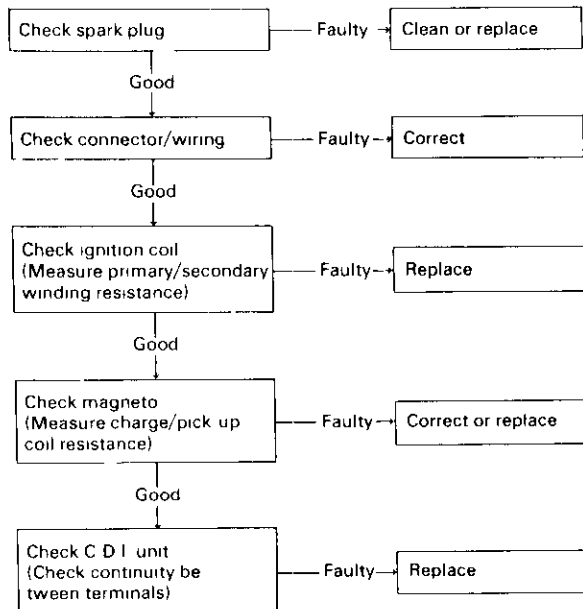 Check spark plug
Faulty
Clean or replace
Good
Check connector/wiring
Faulty
Correct
Good
Check ignition coil
(Measure primary/secondary
winding resistance)
Faulty
Replace
Good
Check magneto
(Measure charge/pick up
coil resistance)
Faulty
Correct or replace
Good
Check C D I unit
(Check continuity be
tween terminals)
Faulty
Replace